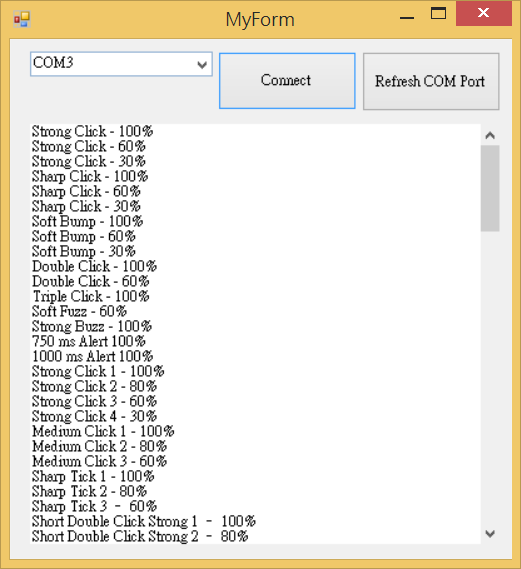 MyForm
COM3
Connect
Refresh COM Port
Strong Click - 100%
Strong Click - 60%
Strong Click - 30%
Sharp Click - 100%
Sharp Click - 60%
Sharp Click - 30%
Soft Bump - 100%
Soft Bump - 60%
Soft Bump - 30%
Double Click - 100%
Double Click - 60%
Triple Click - 100%
Soft Fuzz - 60%
Strong Buzz - 100%
750 ms Alert 100%
1000 ms Alert 100%
Strong Click 1 - 100%
Strong Click 2 - 80%
Strong Click 3 - 60%
Strong Click 4 - 30%
Medium Click 1 - 100%
Medium Click 2 - 80%
Medium Click 3 - 60%
Sharp Tick 1 - 100%
Sharp Tick 2 - 80%
Sharp Tick 3 – 60%
Short Double Click Strong 1 – 100%
Short Double Click Strong 2 – 80%